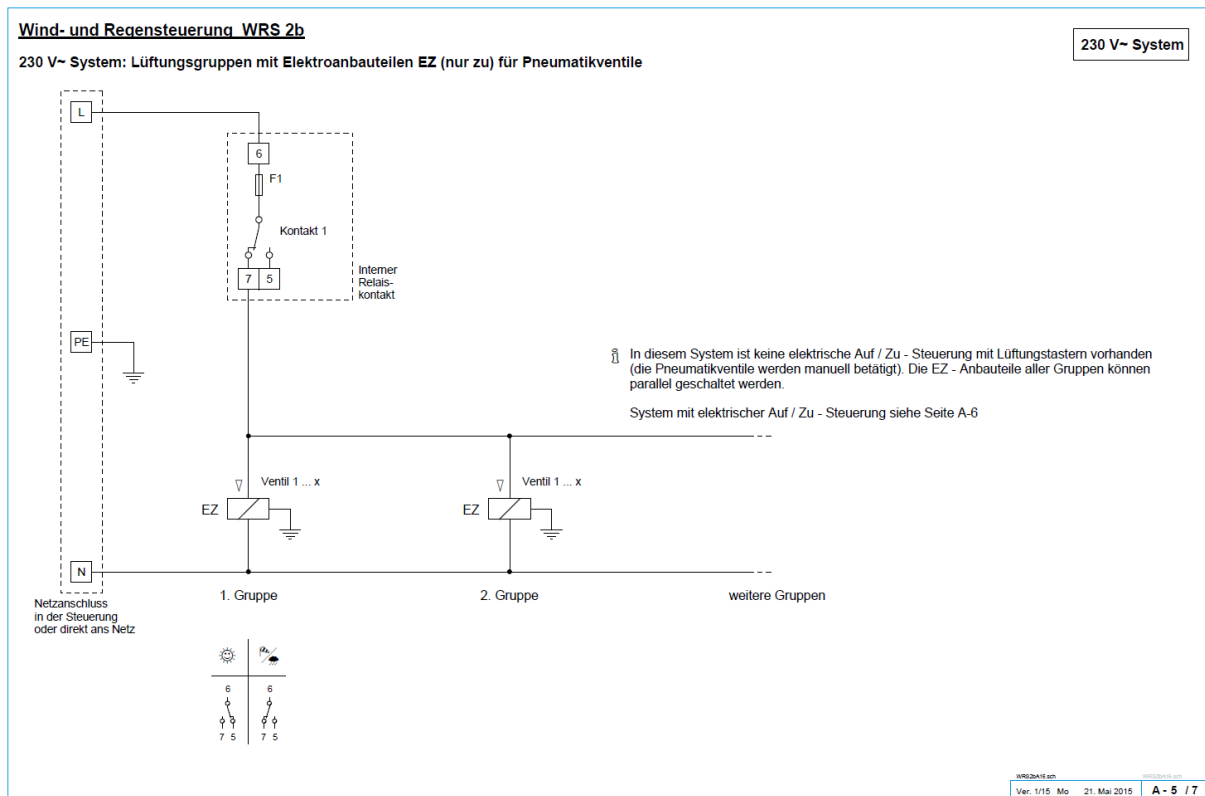 Wind- und Regensteuerung WRS 2b
230 V~ System
230 V~ System: Lüftungsgruppen mit Elektroanbauteilen EZ (nur zu) für Pneumatikventile
L
6
F1
Kontakt 1
7 5
Interner
Relais-
kontakt
PE
In diesem System ist keine elektrische Auf / Zu - Steuerung mit Lüftungstastern vorhanden
(die Pneumatikventile werden manuell betätigt). Die EZ - Anbauteile aller Gruppen können
parallel geschaltet werden.
System mit elektrischer Auf / Zu - Steuerung siehe Seite A-6
Ventil 1 ... x
Ventil 1 ... x
EZ
EZ
N
1. Gruppe
2. Gruppe
weitere Gruppen
Netzanschluss
in der Steuerung
oder direkt ans Netz
6 6
7 5 7 5
WRS2bA15.sch
WRS2bA16.sch
Ver. 1/15 Mo 21. Mai 2015 A - 5 / 7